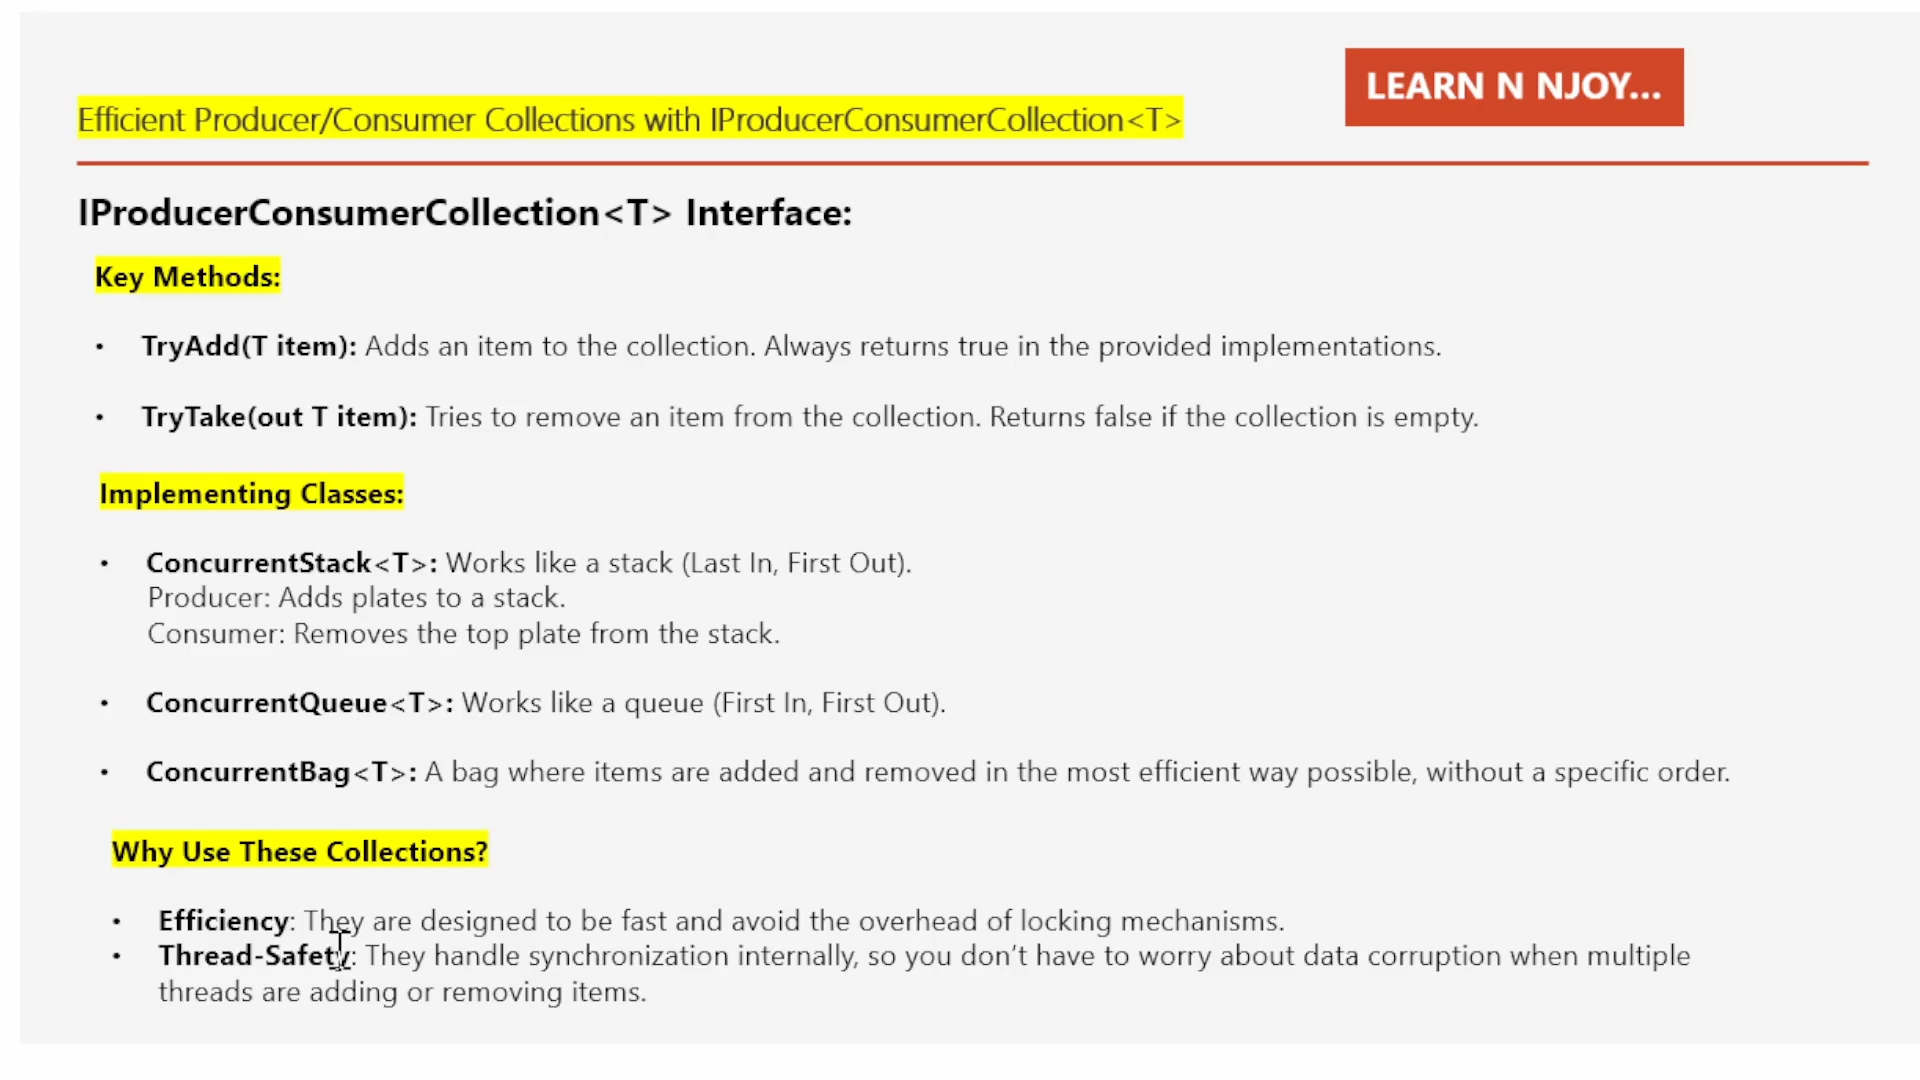 LEARN N NJOY...
Efficient Producer/Consumer Collections with IProducerConsumerCollection<T>
IProducerConsumerCollection<T> Interface:
Key Methods:
• TryAdd(T item): Adds an item to the collection. Always returns true in the provided implementations.
• TryTake(out T item): Tries to remove an item from the collection. Returns false if the collection is empty.
Implementing Classes:
• ConcurrentStack<T>: Works like a stack (Last In, First Out).
Producer: Adds plates to a stack.
Consumer: Removes the top plate from the stack.
• ConcurrentQueue<T>: Works like a queue (First In, First Out).
• ConcurrentBag<T>: A bag where items are added and removed in the most efficient way possible, without a specific order.
Why Use These Collections?
• Efficiency: They are designed to be fast and avoid the overhead of locking mechanisms.
• Thread-Safety: They handle synchronization internally, so you don’t have to worry about data corruption when multiple
threads are adding or removing items.